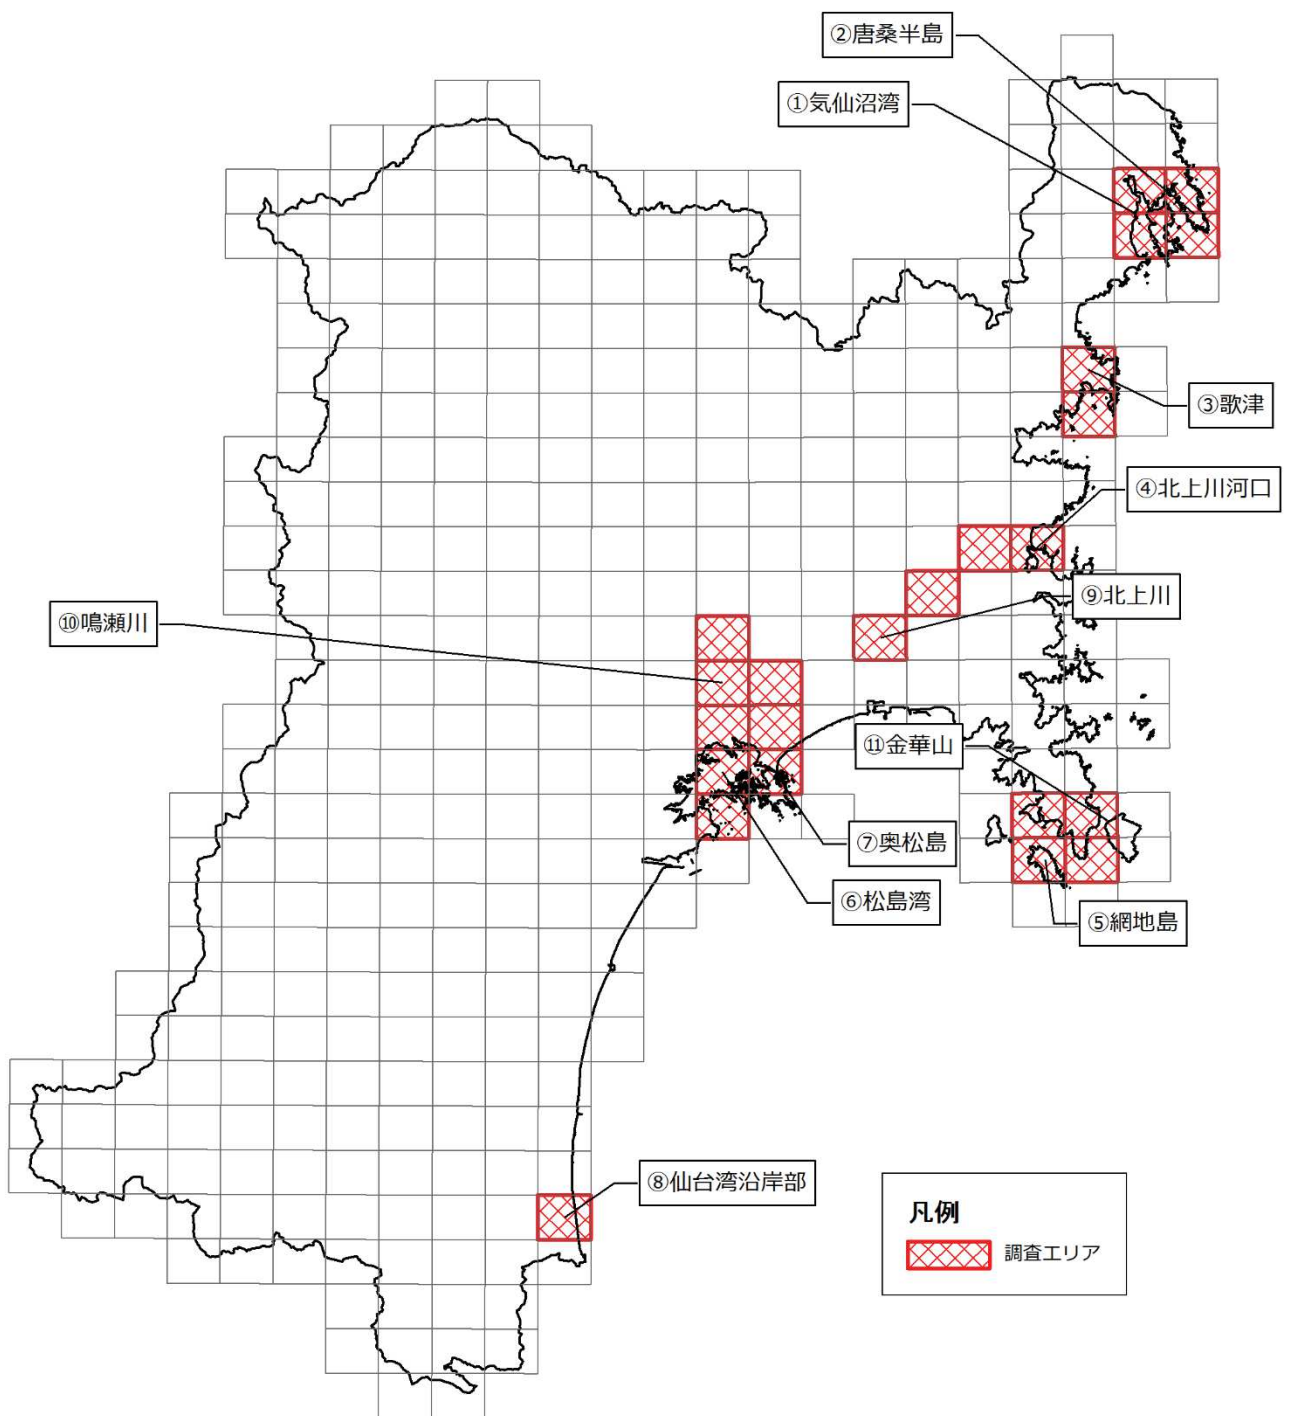 ②唐桑半島
①気仙沼湾
③歌津
④北上川河口
⑨北上川
⑩鳴瀬川
⑪金華山
⑦奥松島
⑥松島湾
⑤網地島
⑧仙台湾沿岸部
凡例
調査エリア